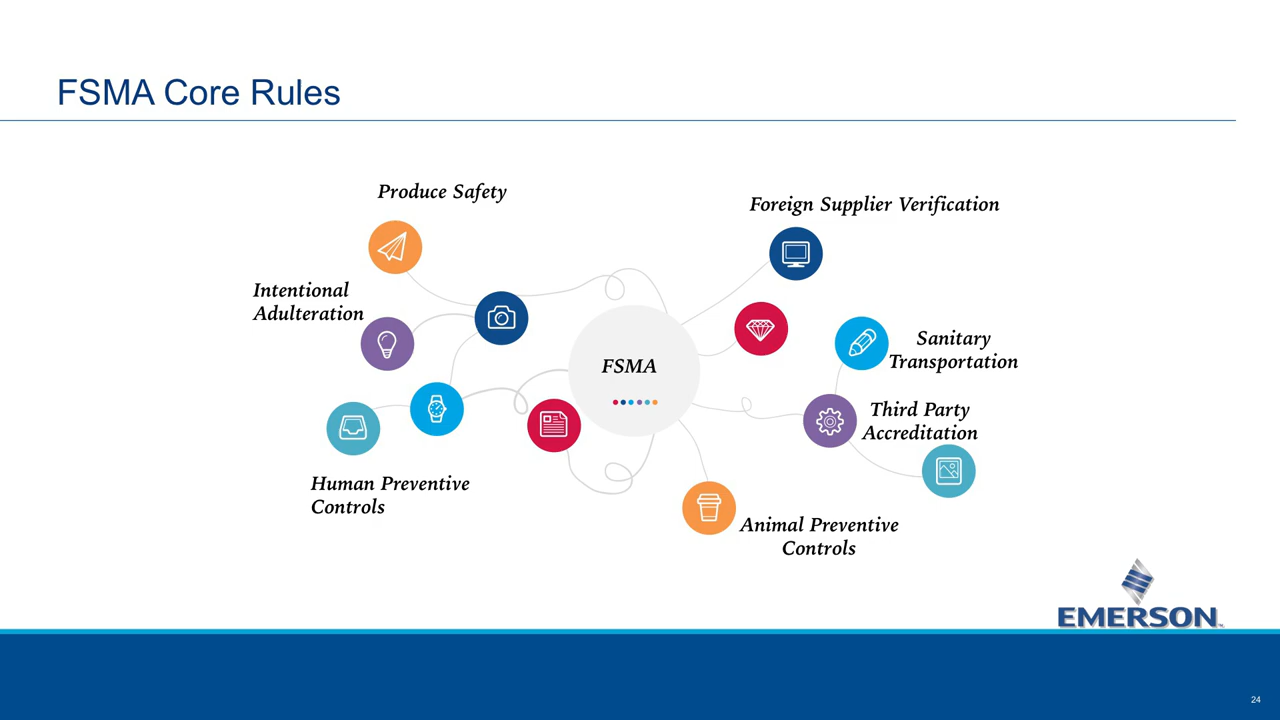 FSMA Core Rules
Produce Safety
Foreign Supplier Verification
Intentional
Adulteration
Sanitary
Transportation
FSMA
Third Party
Accreditation
Human Preventive
Controls
Animal Preventive
Controls
EMERSON™
24